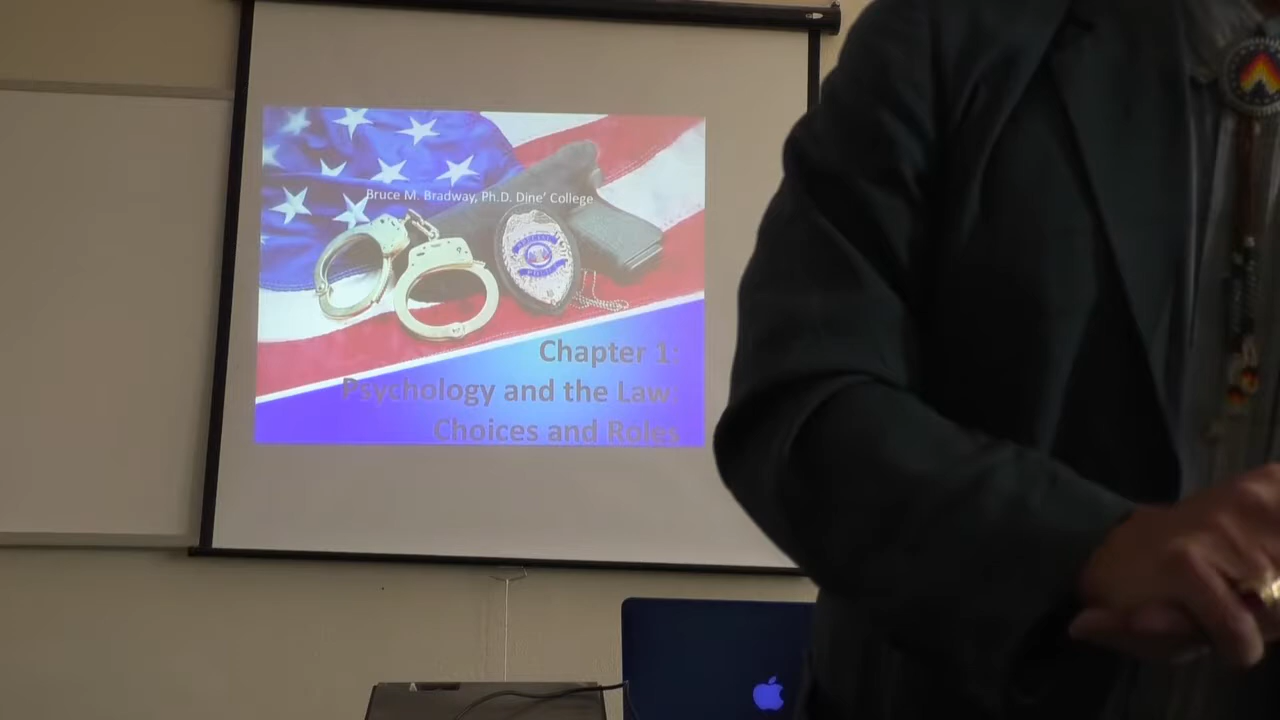 Bruce M. Bradway, Ph.D. Dine’ College
Chapter 1:
Psychology and the Law:
Choices and Roles